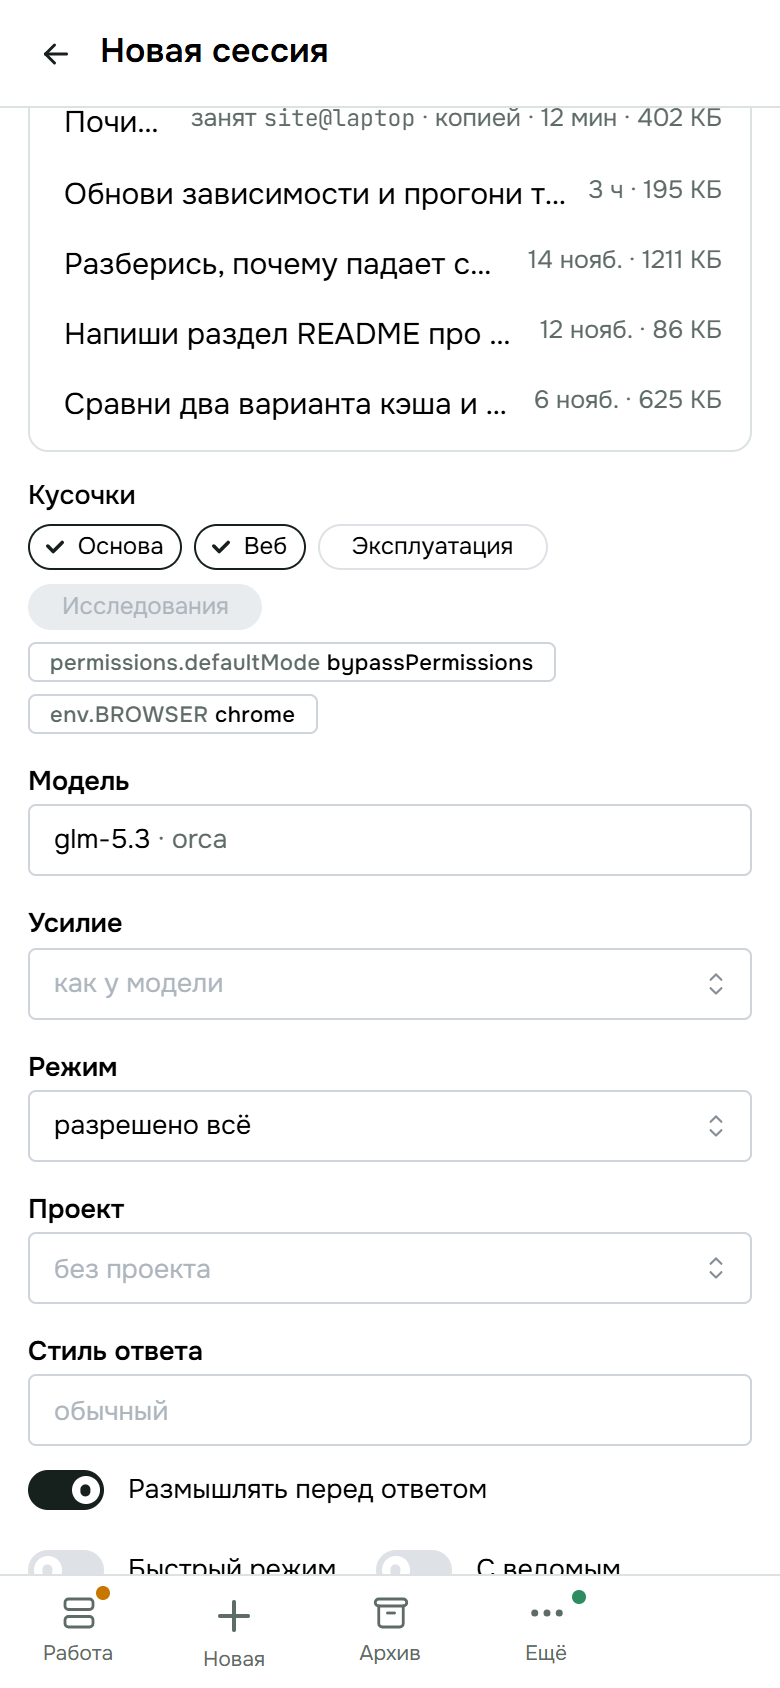 Новая сессия
Почи... занят site@laptop · копией · 12 мин · 402 КБ
Обнови зависимости и прогони т... 3 ч · 195 КБ
Разберись, почему падает с... 14 нояб. · 1211 КБ
Напиши раздел README про ... 12 нояб. · 86 КБ
Сравни два варианта кэша и ... 6 нояб. · 625 КБ
Кусочки
Основа Веб Эксплуатация
Исследования
permissions.defaultMode bypassPermissions
env.BROWSER chrome
Модель
glm-5.3 · orca
Усилие
как у модели
Режим
разрешено всё
Проект
без проекта
Стиль ответа
обычный
Размышлять перед ответом
Быстрый режим С ведомым
Работа Новая Архив Ещё